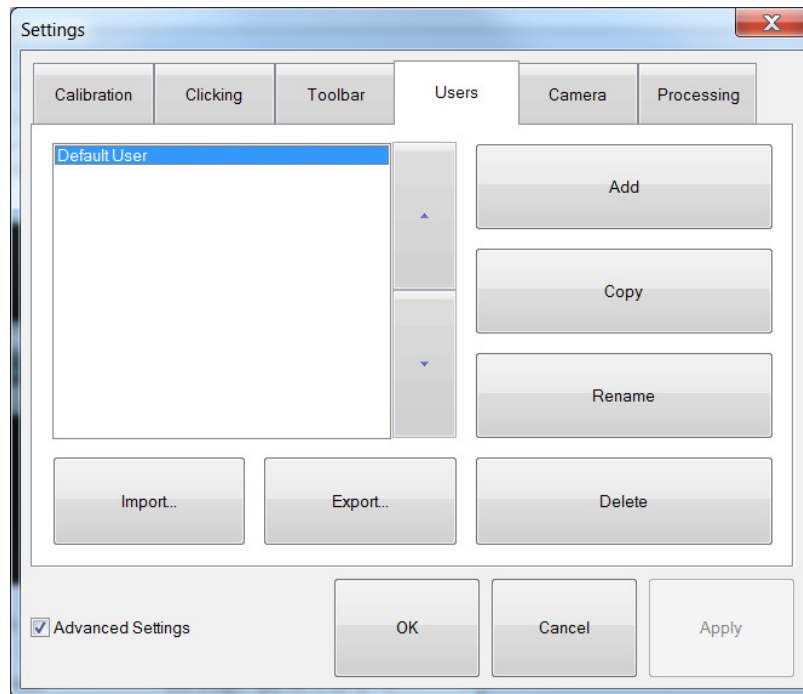 Settings
Calibration Clicking Toolbar Users Camera Processing
Default User
Add
Copy
Rename
Import... Export... Delete
Advanced Settings OK Cancel Apply